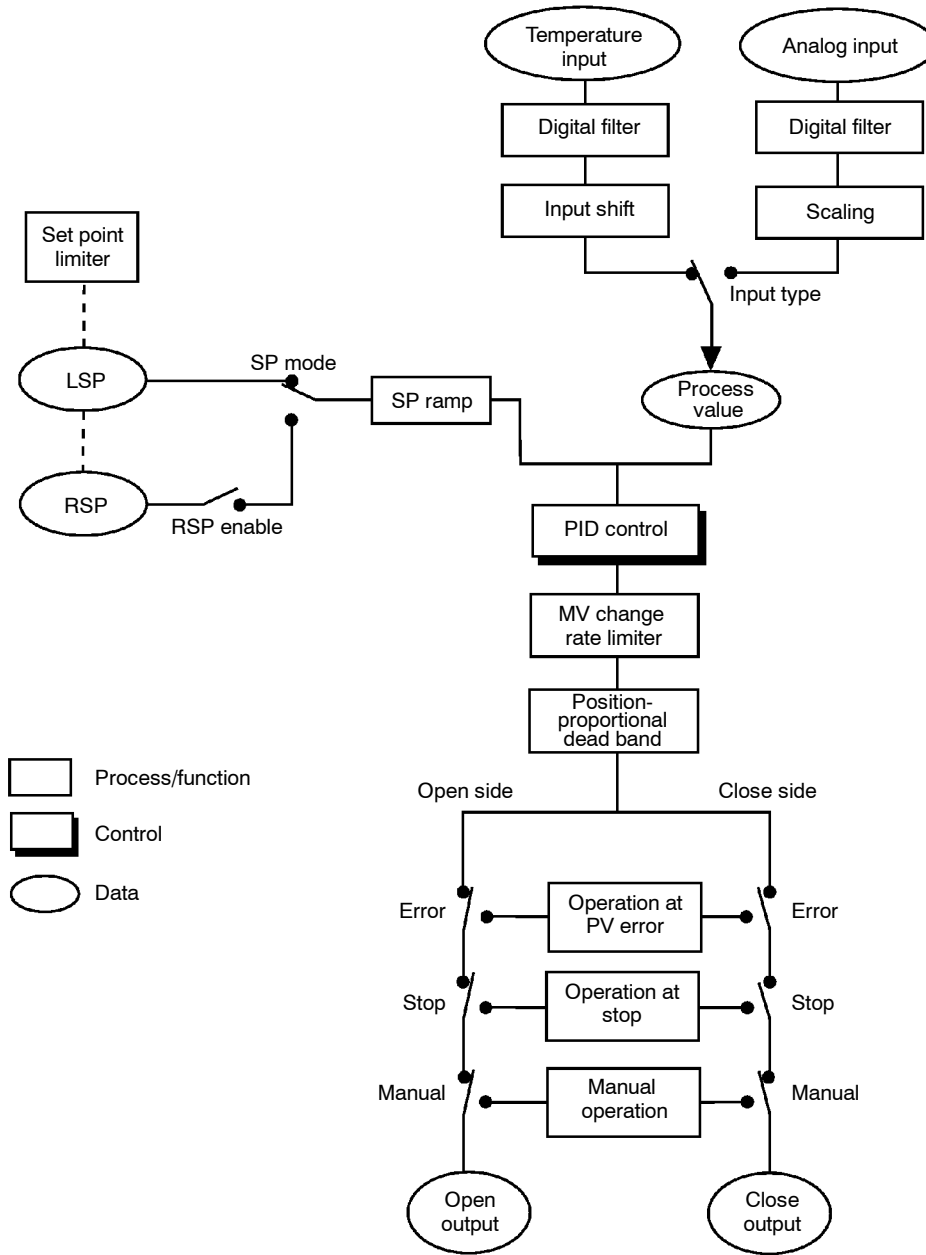 Temperature
input
Analog input
Digital filter
Digital filter
Input shift
Scaling
Set point
limiter
Input type
SP mode
LSP
SP ramp
Process
value
RSP
RSP enable
PID control
MV change
rate limiter
Position-
proportional
dead band
Process/function
Open side
Close side
Control
Data
Error
Operation at
PV error
Error
Stop
Operation at
stop
Stop
Manual
Manual
operation
Manual
Open
output
Close
output